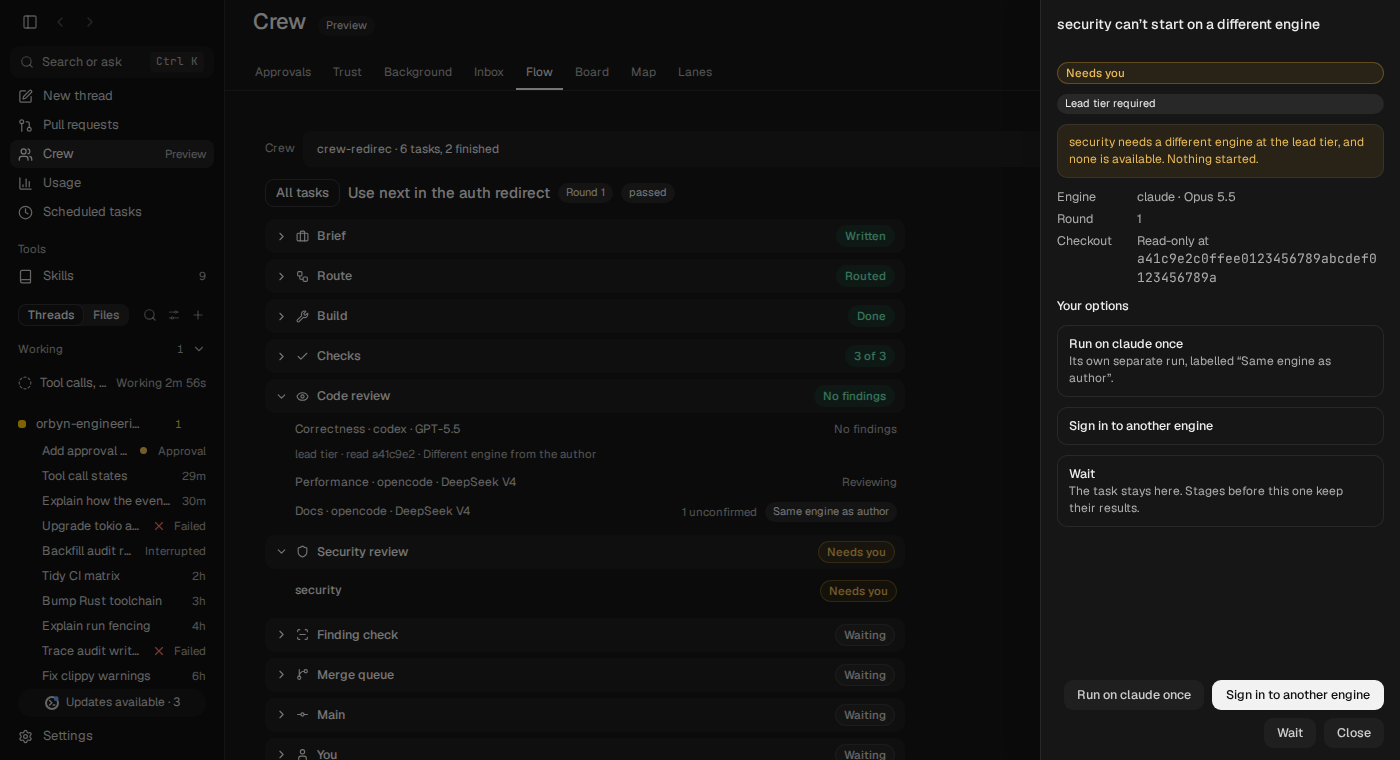 Search or ask Ctrl K
New thread
Pull requests
Crew Preview
Usage
Scheduled tasks
Tools
Skills 9
Threads Files
Working 1
Tool calls, ... Working 2m 56s
orbyn-engineeri... 1
Add approval ... Approval
Tool call states 29m
Explain how the even... 30m
Upgrade tokio a... Failed
Backfill audit r... Interrupted
Tidy CI matrix 2h
Bump Rust toolchain 3h
Explain run fencing 4h
Trace audit writ... Failed
Fix clippy warnings 6h
Updates available · 3
Settings
Crew Preview
Approvals Trust Background Inbox Flow Board Map Lanes
Crew crew-redirec · 6 tasks, 2 finished
All tasks Use next in the auth redirect Round 1 passed
Brief Written
Route Routed
Build Done
Checks 3 of 3
Code review No findings
Correctness · codex · GPT-5.5 No findings
lead tier · read a41c9e2 · Different engine from the author
Performance · opencode · DeepSeek V4 Reviewing
Docs · opencode · DeepSeek V4 1 unconfirmed Same engine as author
Security review Needs you
security Needs you
Finding check Waiting
Merge queue Waiting
Main Waiting
You Waiting
security can't start on a different engine
Needs you
Lead tier required
security needs a different engine at the lead tier, and
none is available. Nothing started.
Engine claude · Opus 5.5
Round 1
Checkout Read-only at
a41c9e2c0ffee0123456789abcdef0
123456789a
Your options
Run on claude once
Its own separate run, labelled “Same engine as
author”.
Sign in to another engine
Wait
The task stays here. Stages before this one keep
their results.
Run on claude once Sign in to another engine
Wait Close